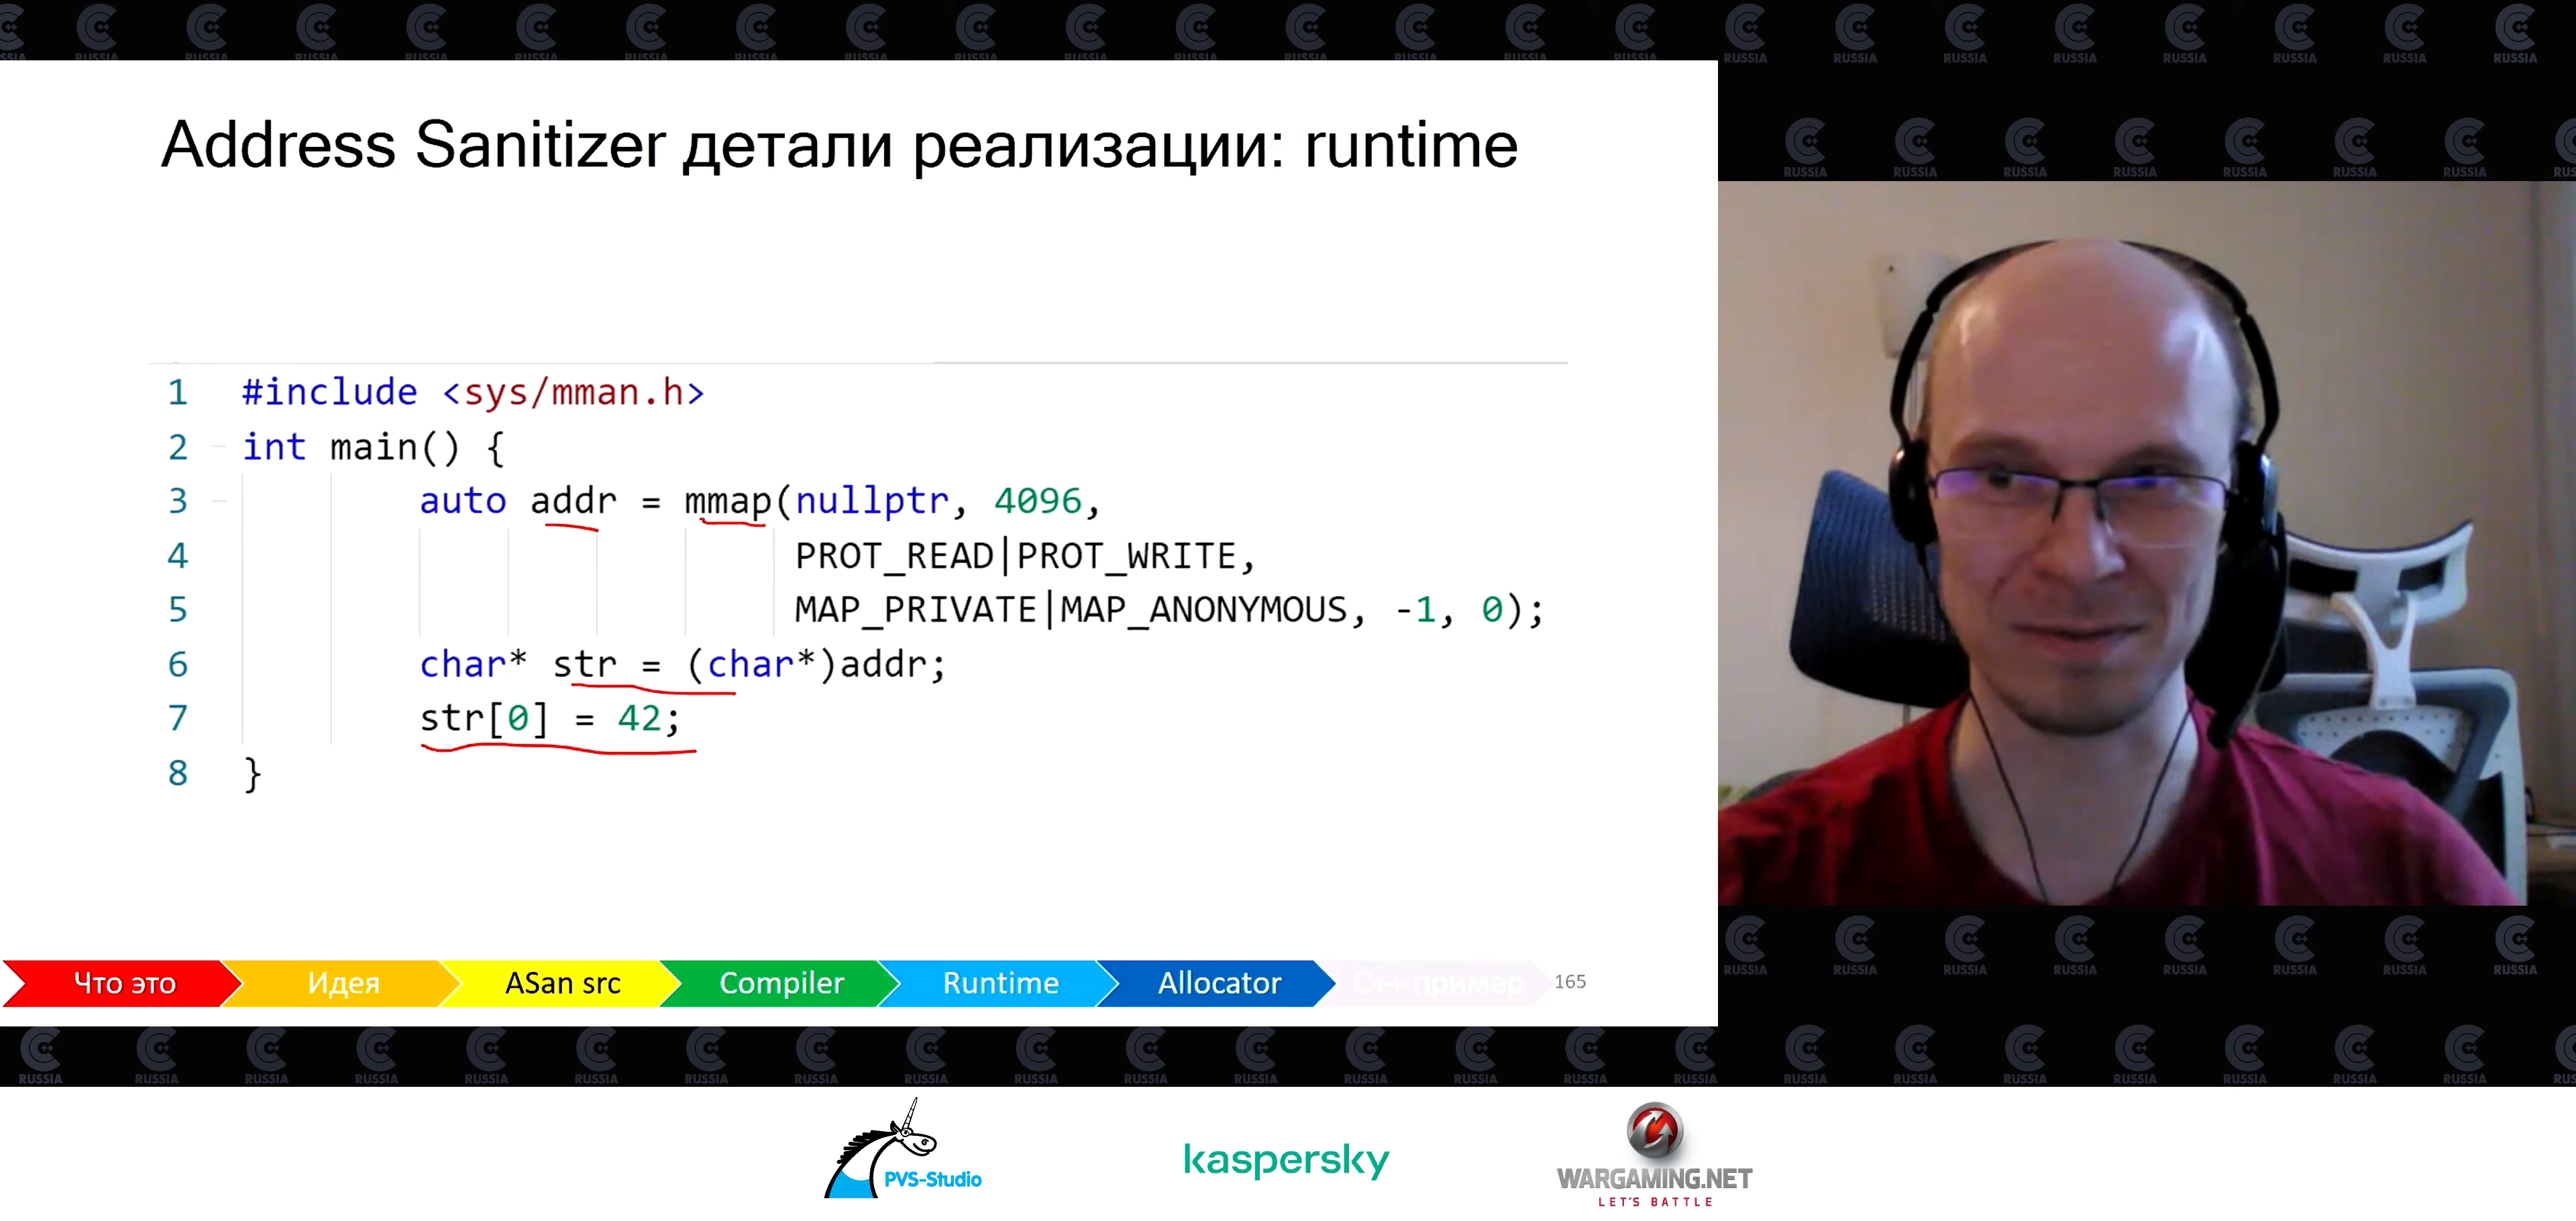 Address Sanitizer детали реализации: runtime
1 #include <sys/mman.h>
2 int main() {
3 auto addr = mmap(nullptr, 4096,
4 PROT_READ|PROT_WRITE,
5 MAP_PRIVATE|MAP_ANONYMOUS, -1, 0);
6 char* str = (char*)addr;
7 str[0] = 42;
8 }
Что это Идея ASan src Compiler Runtime Allocator C++ пример 165
PVS-Studio
kaspersky
WARGAMING.NET
LET'S BATTLE
RUSSIA